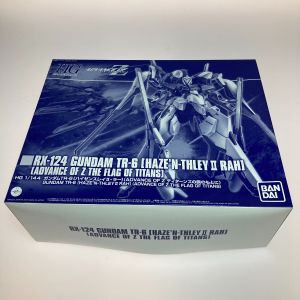 HG
ADVANCE Z
RX-124 GUNDAM TR-6 [HAZE'N-THLEY II RAH]
[ADVANCE OF Z THE FLAG OF TITANS]
HG 1/144 ガンダムTR-6[ハイゼンスレイⅡ・ラー] (ADVANCE OF Z ティターンズの旗のもとに)
GUNDAM TR-6 [HAZE'N-THLEY II RAH] (ADVANCE OF Z THE FLAG OF TITANS)
BAN
DAI
RX-124 GUNDAM TR-6 [HAZE'N-THLEY II RAH]
[ADVANCE OF Z THE FLAG OF TITANS]